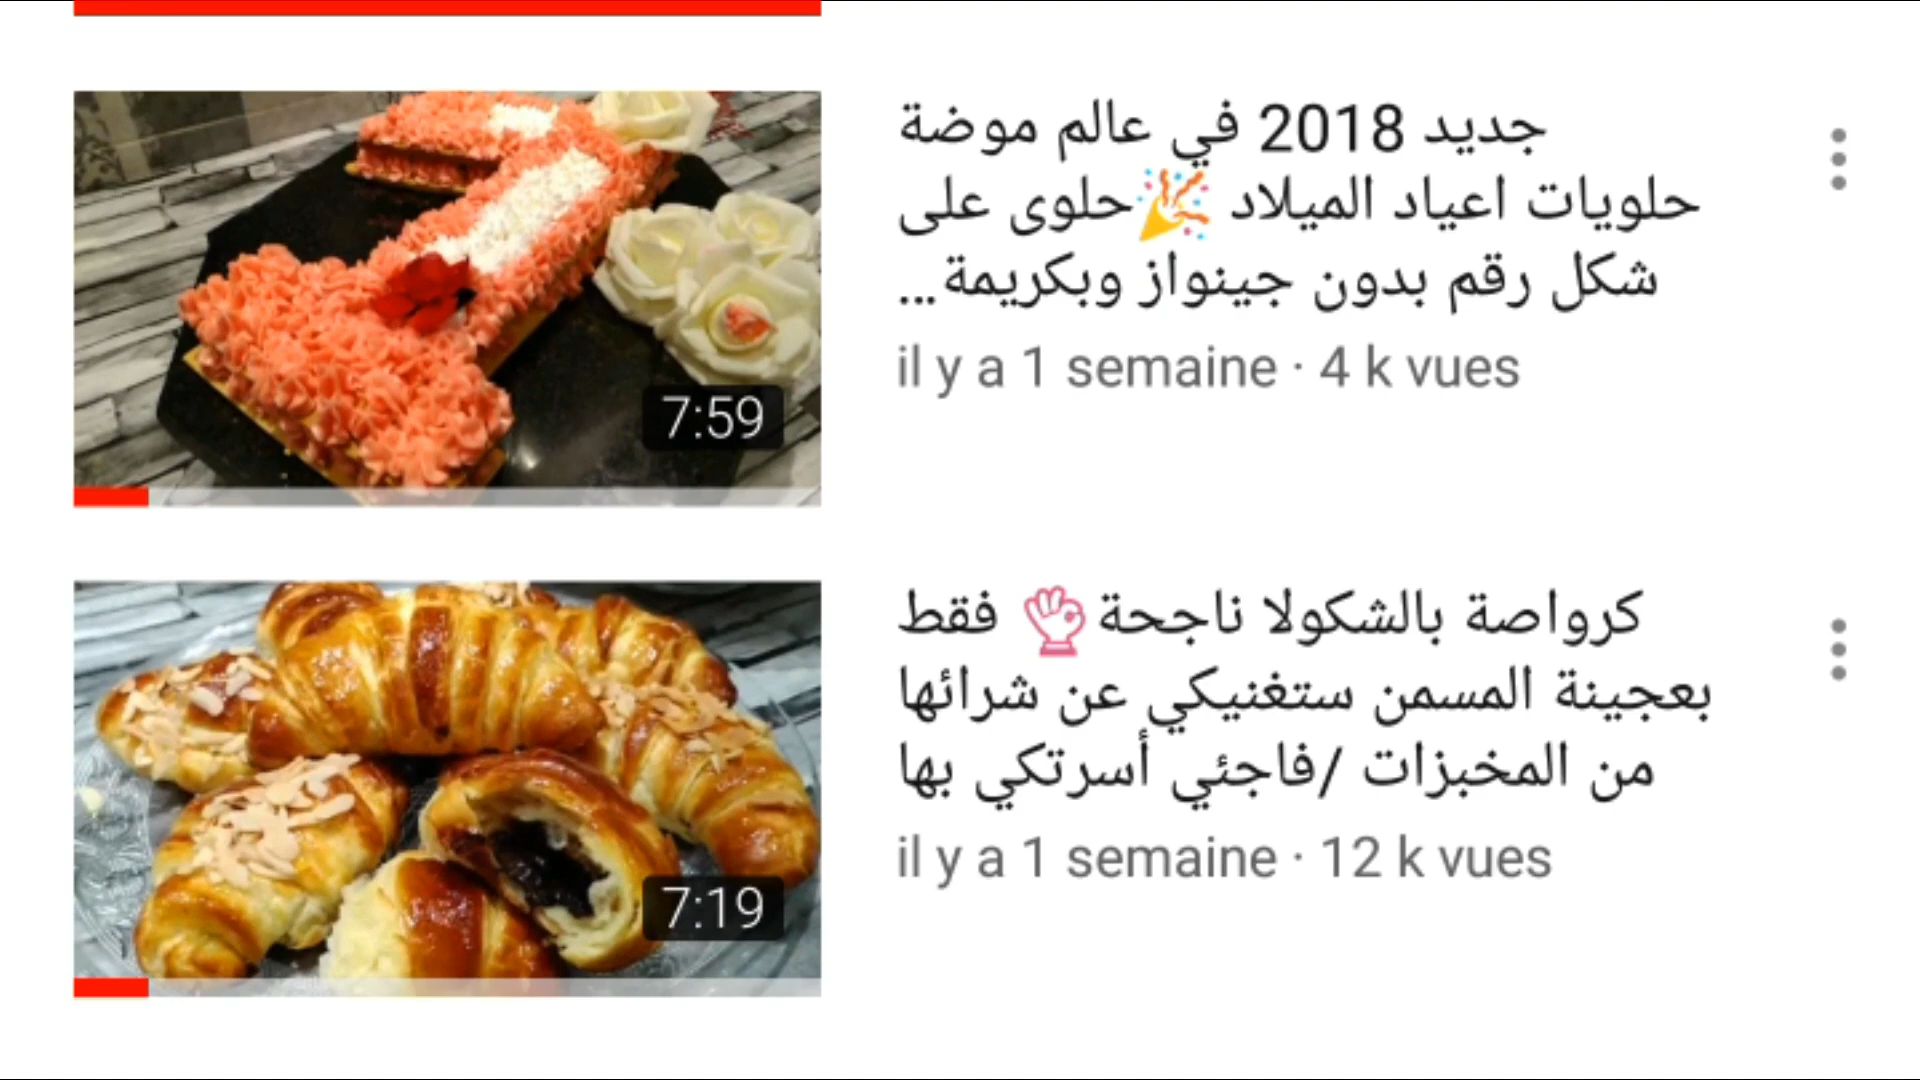 جديد 2018 في عالم موضة
حلويات اعياد الميلاد 🎉حلوى على
شكل رقم بدون جينواز وبكريمة...
il y a 1 semaine · 4 k vues
7:59
كرواصة بالشكولا ناجحة👌 فقط
بعجينة المسمن ستغنيكي عن شرائها
من المخبزات /فاجئي أسرتكي بها
il y a 1 semaine · 12 k vues
7:19